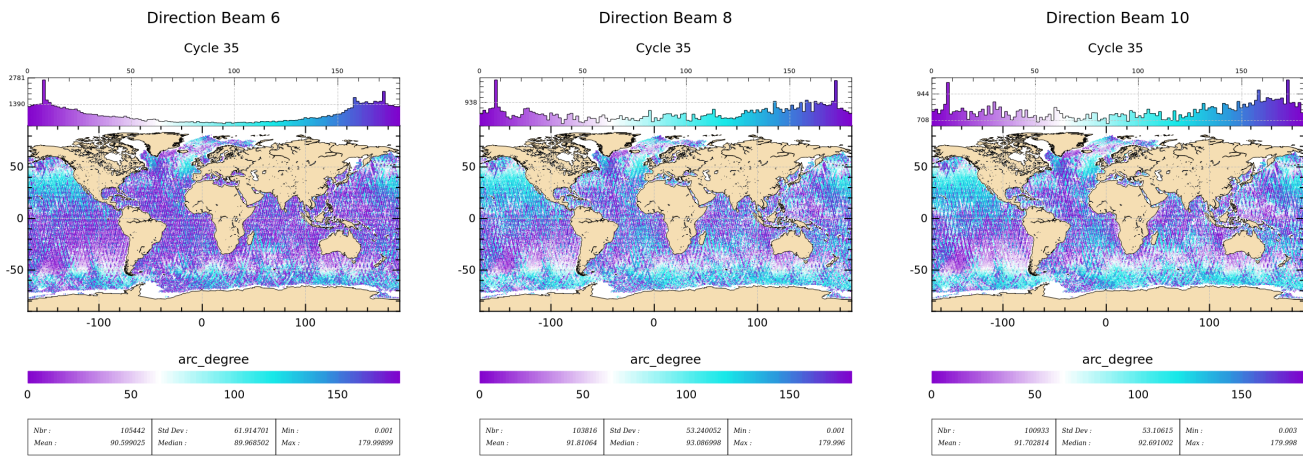 Direction Beam 6
Cycle 35
0 50 100 150
2781
1390
50
0
-50
-100 0 100
arc_degree
0 50 100 150
Nbr : 105442 Std Dev : 61.914701 Min : 0.001
Mean : 90.599025 Median : 89.968502 Max : 179.99899
Direction Beam 8
Cycle 35
0 50 100 150
938
50
0
-50
-100 0 100
arc_degree
0 50 100 150
Nbr : 103816 Std Dev : 53.240052 Min : 0.001
Mean : 91.81064 Median : 93.086998 Max : 179.996
Direction Beam 10
Cycle 35
0 50 100 150
944
708
50
0
-50
-100 0 100
arc_degree
0 50 100 150
Nbr : 100933 Std Dev : 53.10615 Min : 0.003
Mean : 91.702814 Median : 92.691002 Max : 179.998